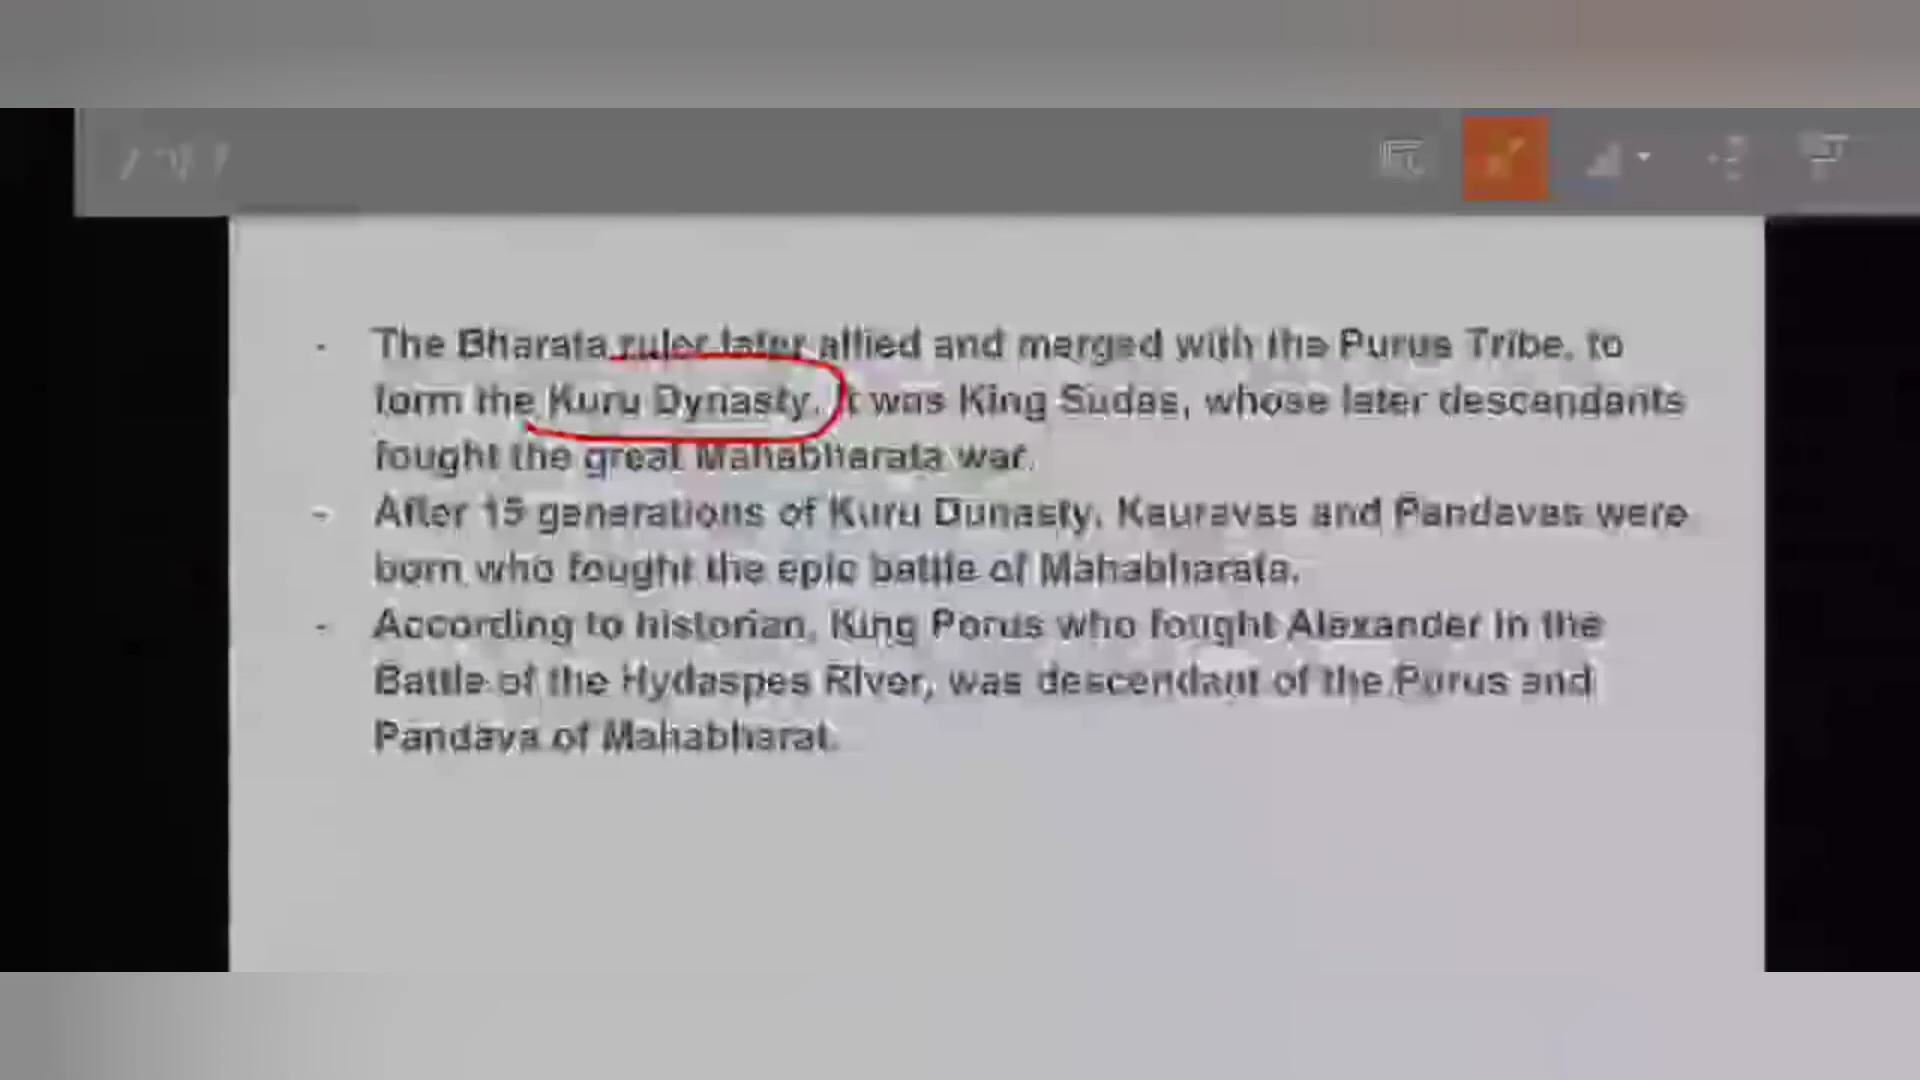 The Bharata ruler later allied and merged with the Purus Tribe, to
form the Kuru Dynasty. It was King Sudas, whose later descendants
fought the great Mahabharata war.
- After 15 generations of Kuru Dunasty, Kauravas and Pandavas were
born who fought the epic battle of Mahabharata.
- According to historian, King Porus who fought Alexander in the
Battle of the Hydaspes River, was descendant of the Purus and
Pandava of Mahabharat.